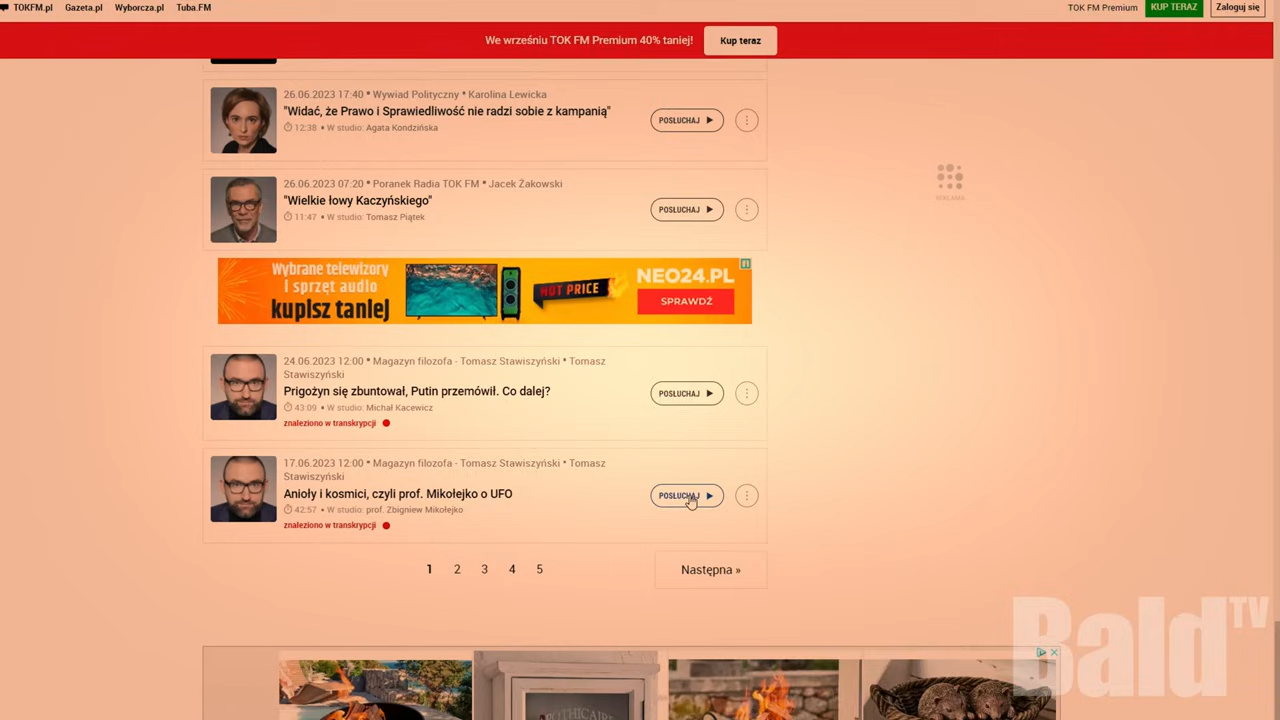 TOKFM.pl Gazeta.pl Wyborcza.pl Tuba.FM TOK FM Premium KUP TERAZ Zaloguj się
We wrześniu TOK FM Premium 40% taniej! Kup teraz
26.06.2023 17:40 • Wywiad Polityczny • Karolina Lewicka
"Widać, że Prawo i Sprawiedliwość nie radzi sobie z kampanią"
POSŁUCHAJ
12:38 • W studio: Agata Kondzińska
26.06.2023 07:20 • Poranek Radia TOK FM • Jacek Żakowski
"Wielkie łowy Kaczyńskiego"
POSŁUCHAJ
11:47 • W studio: Tomasz Piątek
REKLAMA
Wybrane telewizory
i sprzęt audio
kupisz taniej
HOT PRICE
NEO24.PL
SPRAWDŹ
24.06.2023 12:00 • Magazyn filozofa - Tomasz Stawiszyński • Tomasz
Stawiszyński
Prigożyn się zbuntował, Putin przemówił. Co dalej?
POSŁUCHAJ
43:09 • W studio: Michał Kacewicz
znaleziono w transkrypcji
17.06.2023 12:00 • Magazyn filozofa - Tomasz Stawiszyński • Tomasz
Stawiszyński
Anioły i kosmici, czyli prof. Mikołejko o UFO
POSŁUCHAJ
42:57 • W studio: prof. Zbigniew Mikołejko
znaleziono w transkrypcji
1 2 3 4 5 Następna »
Bald TV